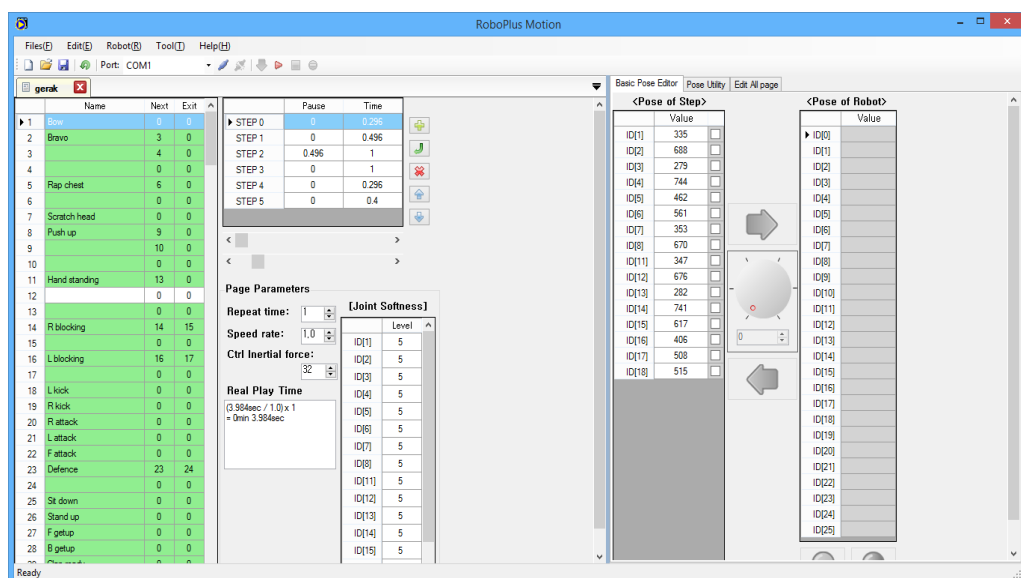 RoboPlus Motion
Files(F) Edit(E) Robot(R) Tool(T) Help(H)
Port: COM1
gerak
Name Next Exit
1 Bow 0 0
2 Bravo 3 0
3 4 0
4 0 0
5 Rap chest 6 0
6 0 0
7 Scratch head 0 0
8 Push up 9 0
9 10 0
10 0 0
11 Hand standing 13 0
12 0 0
13 0 0
14 R blocking 14 15
15 0 0
16 L blocking 16 17
17 0 0
18 L kick 0 0
19 R kick 0 0
20 R attack 0 0
21 L attack 0 0
22 F attack 0 0
23 Defence 23 24
24 0 0
25 Sit down 0 0
26 Stand up 0 0
27 F getup 0 0
28 B getup 0 0
Pause Time
STEP 0 0 0.296
STEP 1 0 0.496
STEP 2 0.496 1
STEP 3 0 1
STEP 4 0 0.296
STEP 5 0 0.4
Page Parameters
Repeat time: 1
Speed rate: 1,0
Ctrl Inertial force:
32
Real Play Time
(3.984sec / 1.0) x 1
= 0min 3.984sec
[Joint Softness]
Level
ID[1] 5
ID[2] 5
ID[3] 5
ID[4] 5
ID[5] 5
ID[6] 5
ID[7] 5
ID[8] 5
ID[11] 5
ID[12] 5
ID[13] 5
ID[14] 5
ID[15] 5
Basic Pose Editor Pose Utility Edit All page
<Pose of Step>
Value
ID[1] 335
ID[2] 688
ID[3] 279
ID[4] 744
ID[5] 462
ID[6] 561
ID[7] 353
ID[8] 670
ID[11] 347
ID[12] 676
ID[13] 282
ID[14] 741
ID[15] 617
ID[16] 406
ID[17] 508
ID[18] 515
0
<Pose of Robot>
Value
ID[0]
ID[1]
ID[2]
ID[3]
ID[4]
ID[5]
ID[6]
ID[7]
ID[8]
ID[9]
ID[10]
ID[11]
ID[12]
ID[13]
ID[14]
ID[15]
ID[16]
ID[17]
ID[18]
ID[19]
ID[20]
ID[21]
ID[22]
ID[23]
ID[24]
ID[25]
Ready